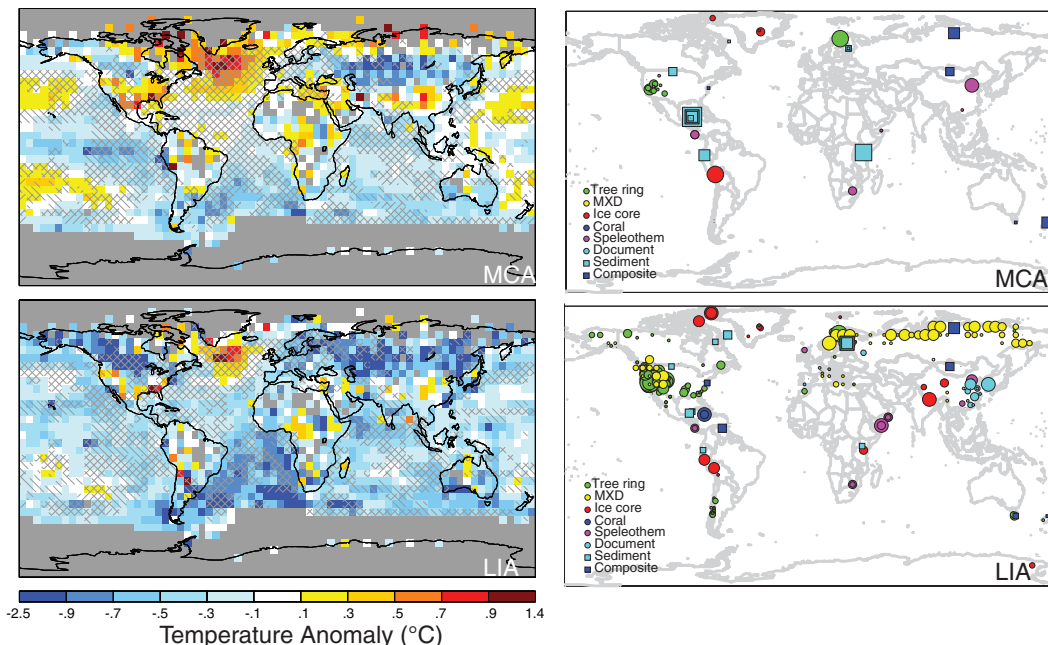 MCA
Tree ring
MXD
Ice core
Coral
Speleothem
Document
Sediment
Composite
MCA
LIA
Tree ring
MXD
Ice core
Coral
Speleothem
Document
Sediment
Composite
LIA
-2.5 -.9 -.7 -.5 -.3 -.1 .1 .3 .5 .7 .9 1.4
Temperature Anomaly (°C)